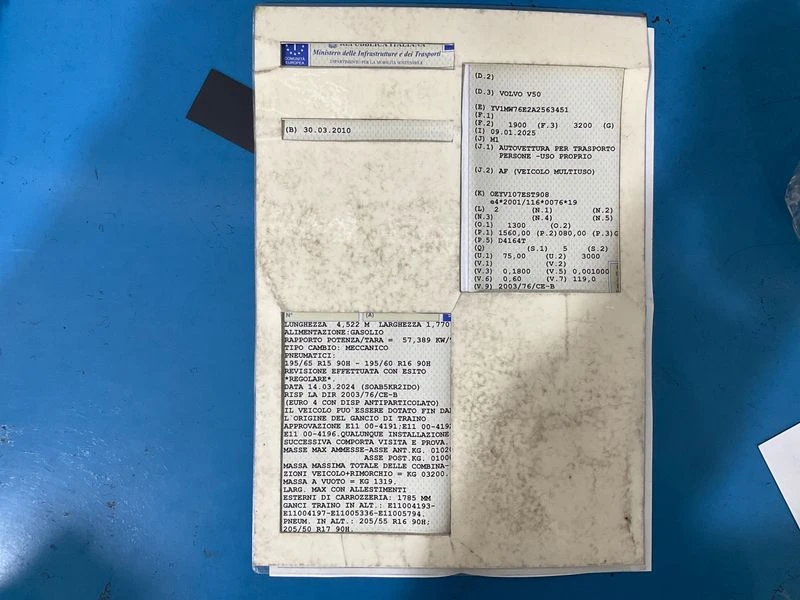 COMUNITÀ
EUROPEA
REPUBBLICA ITALIANA
Ministero delle Infrastrutture e dei Trasporti
DIPARTIMENTO PER LA MOBILITÀ SOSTENIBILE
(B) 30.03.2010
(D.2)
(D.3) VOLVO V50
(E) YV1MW76E2A2563451
(F.1)
(F.2) 1900 (F.3) 3200 (G)
(I) 09.01.2025
(J) M1
(J.1) AUTOVETTURA PER TRASPORTO
PERSONE -USO PROPRIO
(J.2) AF (VEICOLO MULTIUSO)
(K) OEYV107EST908
e4*2001/116*0076*19
(L) 2 (N.1) (N.2)
(N.3) (N.4) (N.5)
(O.1) 1300 (O.2)
(P.1) 1560,00 (P.2)080,00 (P.3)G
(P.5) D4164T
(Q) (S.1) 5 (S.2)
(U.1) 75,00 (U.2) 3000
(V.1) (V.2)
(V.3) 0,1800 (V.5) 0,001000
(V.6) 0,60 (V.7) 119,0
(V.9) 2003/76/CE-B
N° (A)
LUNGHEZZA 4,522 M LARGHEZZA 1,770
ALIMENTAZIONE:GASOLIO
RAPPORTO POTENZA/TARA = 57,389 KW/
TIPO CAMBIO: MECCANICO
PNEUMATICI:
195/65 R15 90H - 195/60 R16 90H
REVISIONE EFFETTUATA CON ESITO
*REGOLARE*.
DATA 14.03.2024 (SOAB5KR2IDO)
RISP LA DIR 2003/76/CE-B
(EURO 4 CON DISP ANTIPARTICOLATO)
IL VEICOLO PUO'ESSERE DOTATO FIN DA
L'ORIGINE DEL GANCIO DI TRAINO
APPROVAZIONE E11 00-4191;E11 00-4192
E11 00-4196.QUALUNQUE INSTALLAZIONE
SUCCESSIVA COMPORTA VISITA E PROVA.
MASSE MAX AMMESSE-ASSE ANT.KG. 0102
ASSE POST.KG. 0100
MASSA MASSIMA TOTALE DELLE COMBINA-
ZIONI VEICOLO+RIMORCHIO = KG 03200.
MASSA A VUOTO = KG 1319.
LARG. MAX CON ALLESTIMENTI
ESTERNI DI CARROZZERIA: 1785 MM
GANCI TRAINO IN ALT.: E11004193-
E11004197-E11005336-E11005794.
PNEUM. IN ALT.: 205/55 R16 90H;
205/50 R17 90H.